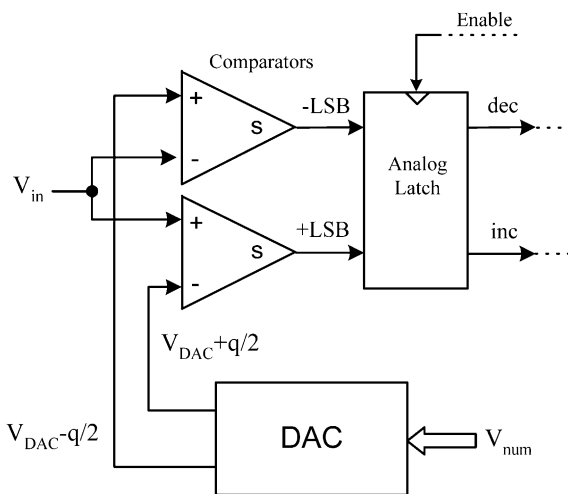 Enable
Comparators
+
S
-
-LSB
dec
Analog
Latch
V_in
+
S
-
+LSB
inc
V_DAC+q/2
V_DAC-q/2
DAC
V_num